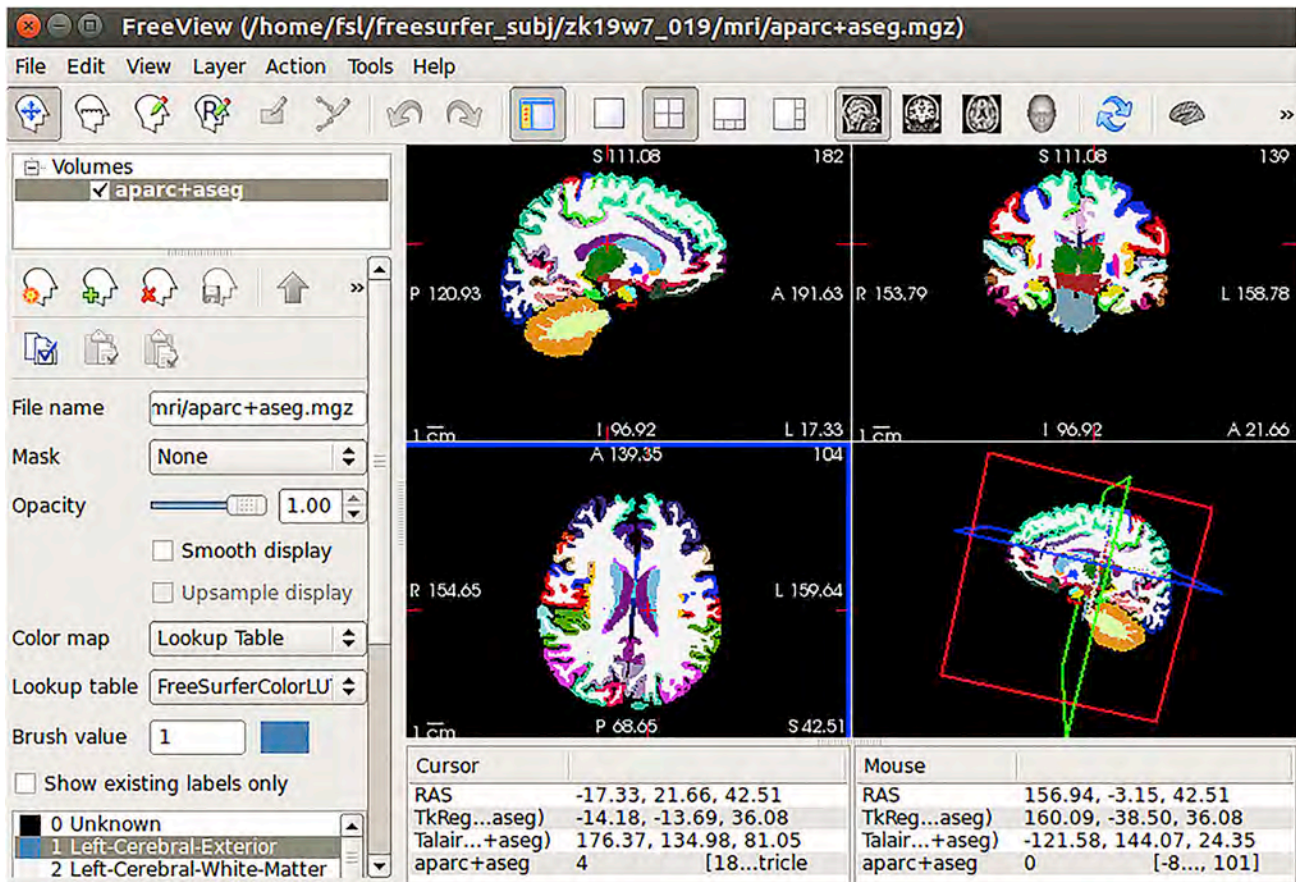 FreeView (/home/fsl/freesurfer_subj/zk19w7_019/mri/aparc+aseg.mgz)
File Edit View Layer Action Tools Help
R
»
Volumes
aparc+aseg
»
File name mri/aparc+aseg.mgz
Mask None
Opacity 1.00
Smooth display
Upsample display
Color map Lookup Table
Lookup table FreeSurferColorLU
Brush value 1
Show existing labels only
0 Unknown
1 Left-Cerebral-Exterior
2 Left-Cerebral-White-Matter
S 111.08 182
P 120.93 A 191.63
1 cm I 96.92 L 17.33
S 111.08 139
R 153.79 L 158.78
1 cm I 96.92 A 21.66
A 139.35 104
R 154.65 L 159.64
1 cm P 68.65 S 42.51
Cursor
RAS -17.33, 21.66, 42.51
TkReg...aseg) -14.18, -13.69, 36.08
Talair...+aseg) 176.37, 134.98, 81.05
aparc+aseg 4 [18...tricle
Mouse
RAS 156.94, -3.15, 42.51
TkReg...aseg) 160.09, -38.50, 36.08
Talair...+aseg) -121.58, 144.07, 24.35
aparc+aseg 0 [-8..., 101]